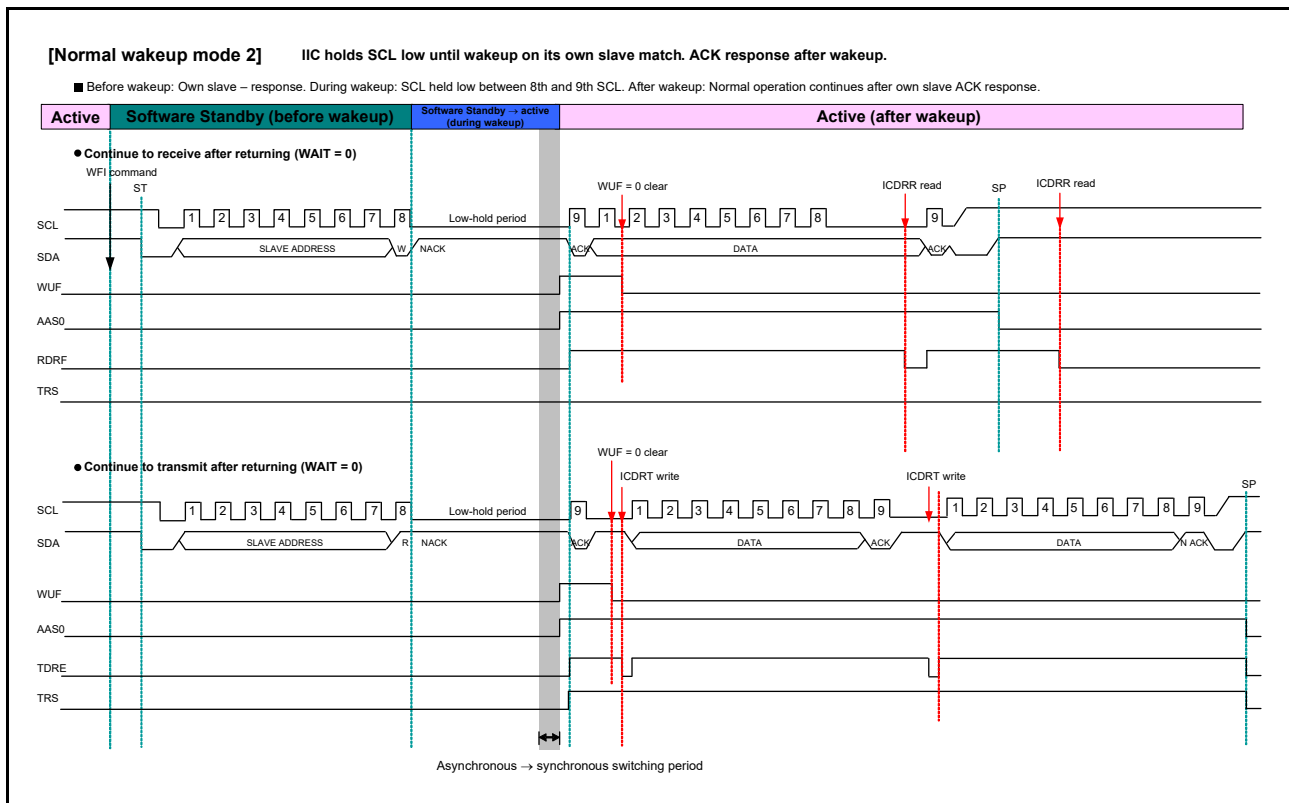 [Normal wakeup mode 2] IIC holds SCL low until wakeup on its own slave match. ACK response after wakeup.
■ Before wakeup: Own slave – response. During wakeup: SCL held low between 8th and 9th SCL. After wakeup: Normal operation continues after own slave ACK response.
Active Software Standby (before wakeup) Software Standby → active (during wakeup) Active (after wakeup)
● Continue to receive after returning (WAIT = 0)
WFI command
ST WUF = 0 clear ICDRR read SP ICDRR read
SCL 1 2 3 4 5 6 7 8 Low-hold period 9 1 2 3 4 5 6 7 8 9
SDA SLAVE ADDRESS W NACK ACK DATA ACK
WUF
AAS0
RDRF
TRS
● Continue to transmit after returning (WAIT = 0)
WUF = 0 clear
ICDRT write ICDRT write
SP
SCL 1 2 3 4 5 6 7 8 Low-hold period 9 1 2 3 4 5 6 7 8 9 1 2 3 4 5 6 7 8 9
SDA SLAVE ADDRESS R NACK ACK DATA ACK DATA N ACK
WUF
AAS0
TDRE
TRS
Asynchronous → synchronous switching period